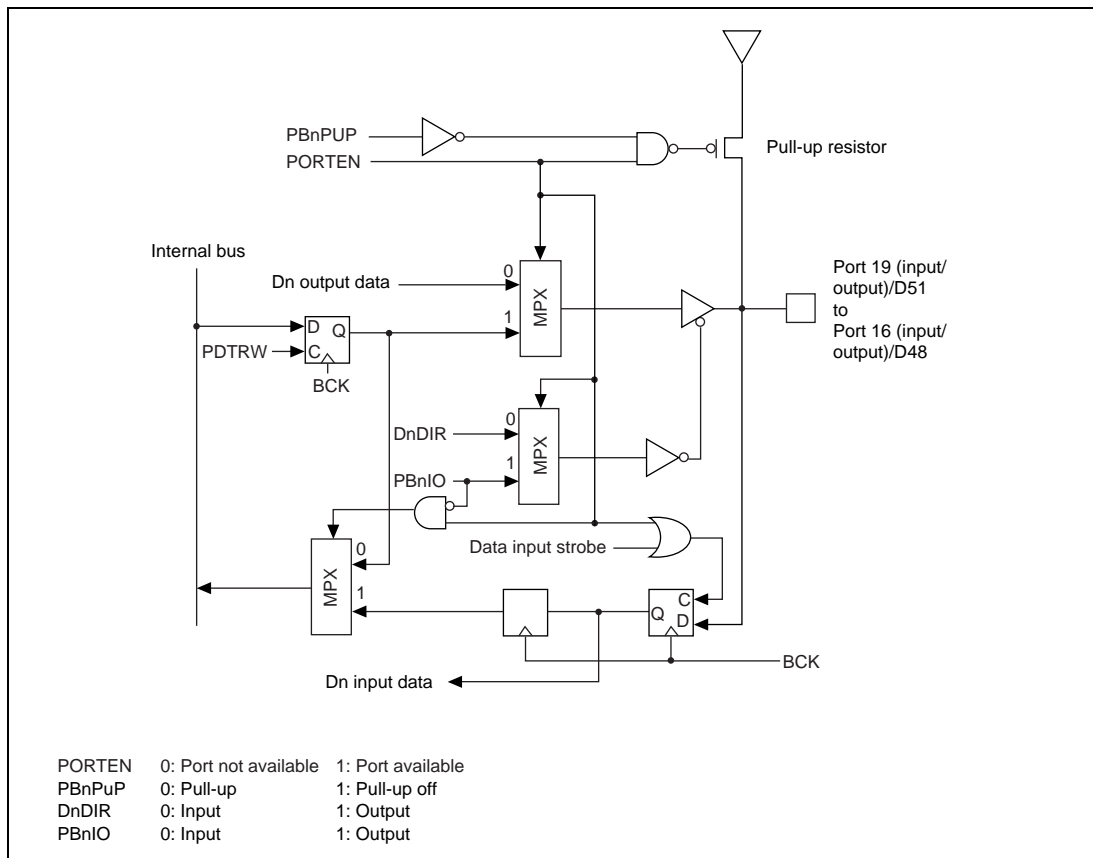 PBnPUP
PORTEN
Pull-up resistor
Internal bus
Dn output data
0
1
MPX
Port 19 (input/
output)/D51
to
Port 16 (input/
output)/D48
D Q
PDTRW
C
BCK
DnDIR
0
1
MPX
PBnIO
Data input strobe
0
1
MPX
Q C
D
BCK
Dn input data
PORTEN 0: Port not available 1: Port available
PBnPuP 0: Pull-up 1: Pull-up off
DnDIR 0: Input 1: Output
PBnIO 0: Input 1: Output